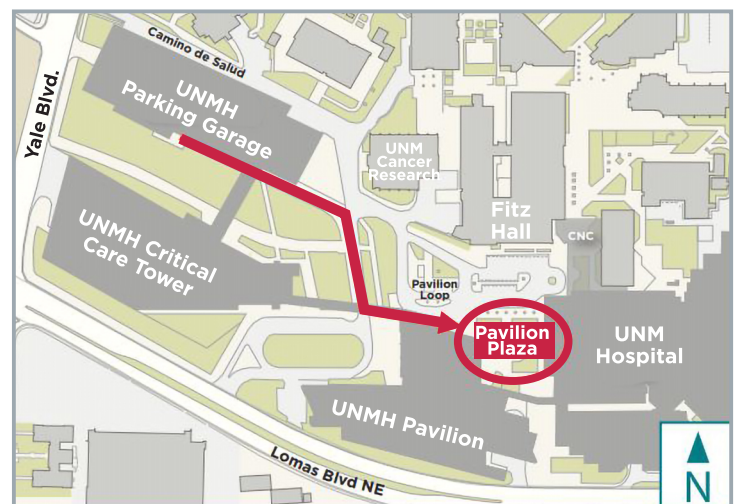 Camino de Salud
Yale Blvd.
UNMH
Parking Garage
UNM
Cancer
Research
Fitz
Hall
CNC
UNMH Critical
Care Tower
Pavilion
Loop
Pavilion
Plaza
UNM
Hospital
UNMH Pavilion
Lomas Blvd NE
N